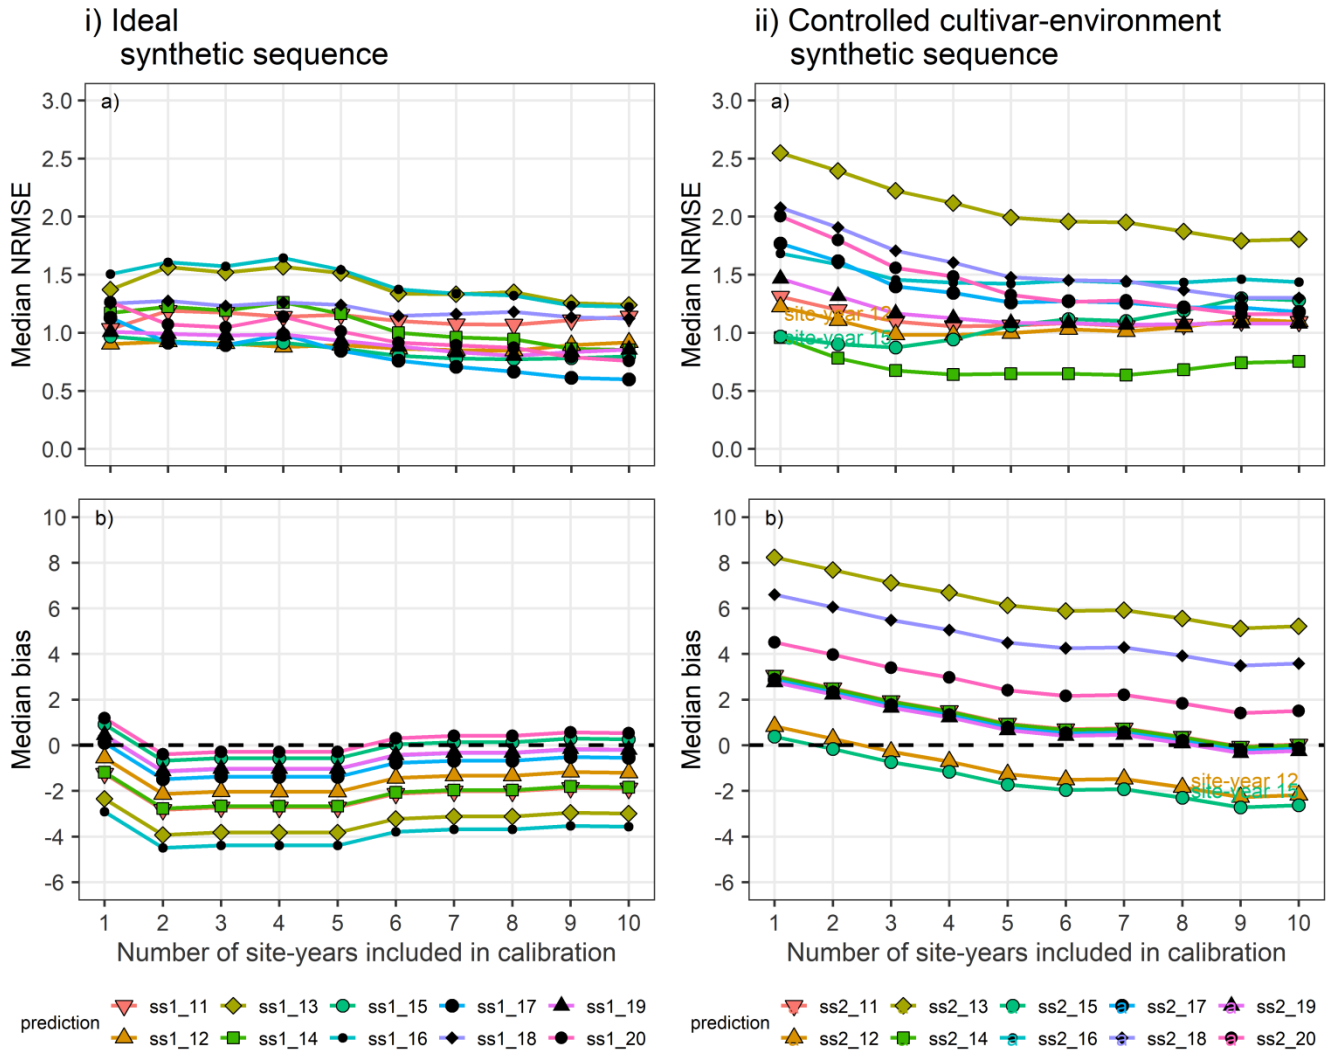 i) Ideal
synthetic sequence
ii) Controlled cultivar-environment
synthetic sequence
a)
3.0
2.5
2.0
1.5
1.0
0.5
0.0
Median NRMSE
a)
3.0
2.5
2.0
1.5
1.0
0.5
0.0
Median NRMSE
site-year 12
site-year 15
b)
10
8
6
4
2
0
-2
-4
-6
Median bias
1 2 3 4 5 6 7 8 9 10
Number of site-years included in calibration
b)
10
8
6
4
2
0
-2
-4
-6
Median bias
site-year 12
site-year 15
1 2 3 4 5 6 7 8 9 10
Number of site-years included in calibration
prediction
ss1_11 ss1_13 ss1_15 ss1_17 ss1_19
ss1_12 ss1_14 ss1_16 ss1_18 ss1_20
prediction
ss2_11 ss2_13 ss2_15 ss2_17 ss2_19
ss2_12 ss2_14 ss2_16 ss2_18 ss2_20